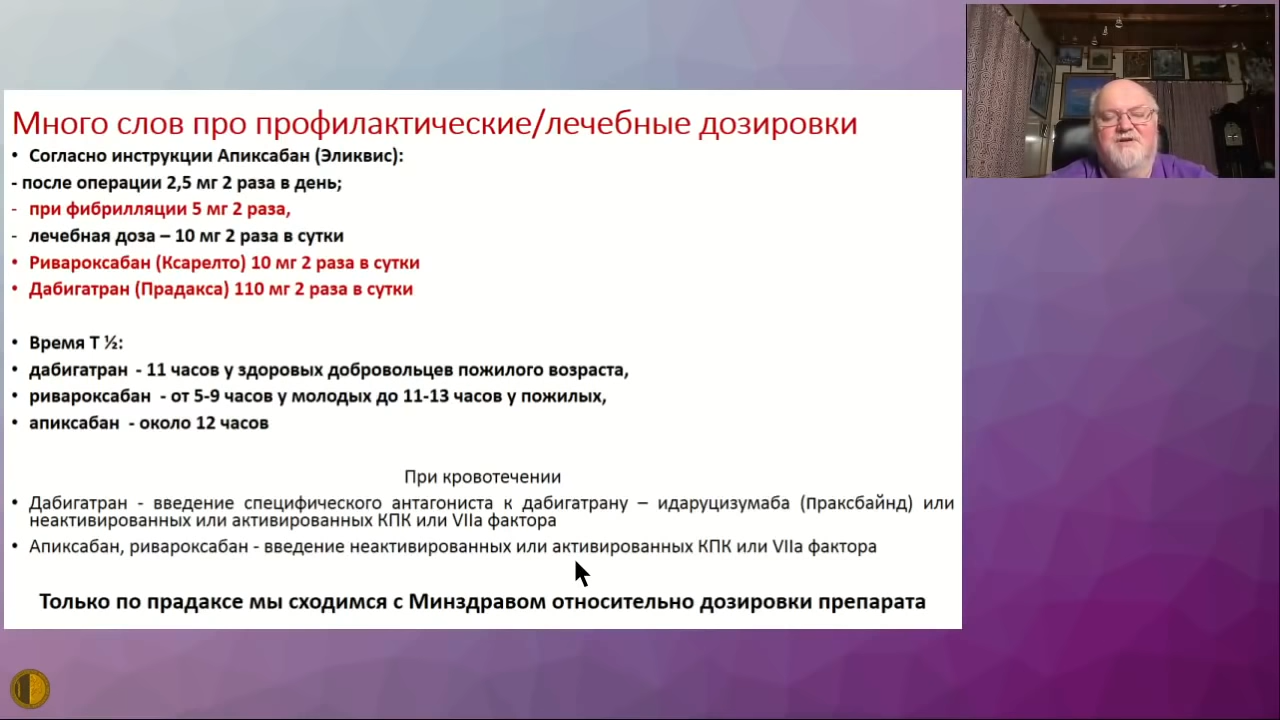 Много слов про профилактические/лечебные дозировки
• Согласно инструкции Апиксабан (Эликвис):
- после операции 2,5 мг 2 раза в день;
- при фибрилляции 5 мг 2 раза,
- лечебная доза – 10 мг 2 раза в сутки
• Ривароксабан (Ксарелто) 10 мг 2 раза в сутки
• Дабигатран (Прадакса) 110 мг 2 раза в сутки
• Время Т ½:
• дабигатран - 11 часов у здоровых добровольцев пожилого возраста,
• ривароксабан - от 5-9 часов у молодых до 11-13 часов у пожилых,
• апиксабан - около 12 часов
При кровотечении
• Дабигатран - введение специфического антагониста к дабигатрану – идаруцизумаба (Праксбайнд) или
неактивированных или активированных КПК или VIIa фактора
• Апиксабан, ривароксабан - введение неактивированных или активированных КПК или VIIa фактора
Только по прадаксе мы сходимся с Минздравом относительно дозировки препарата